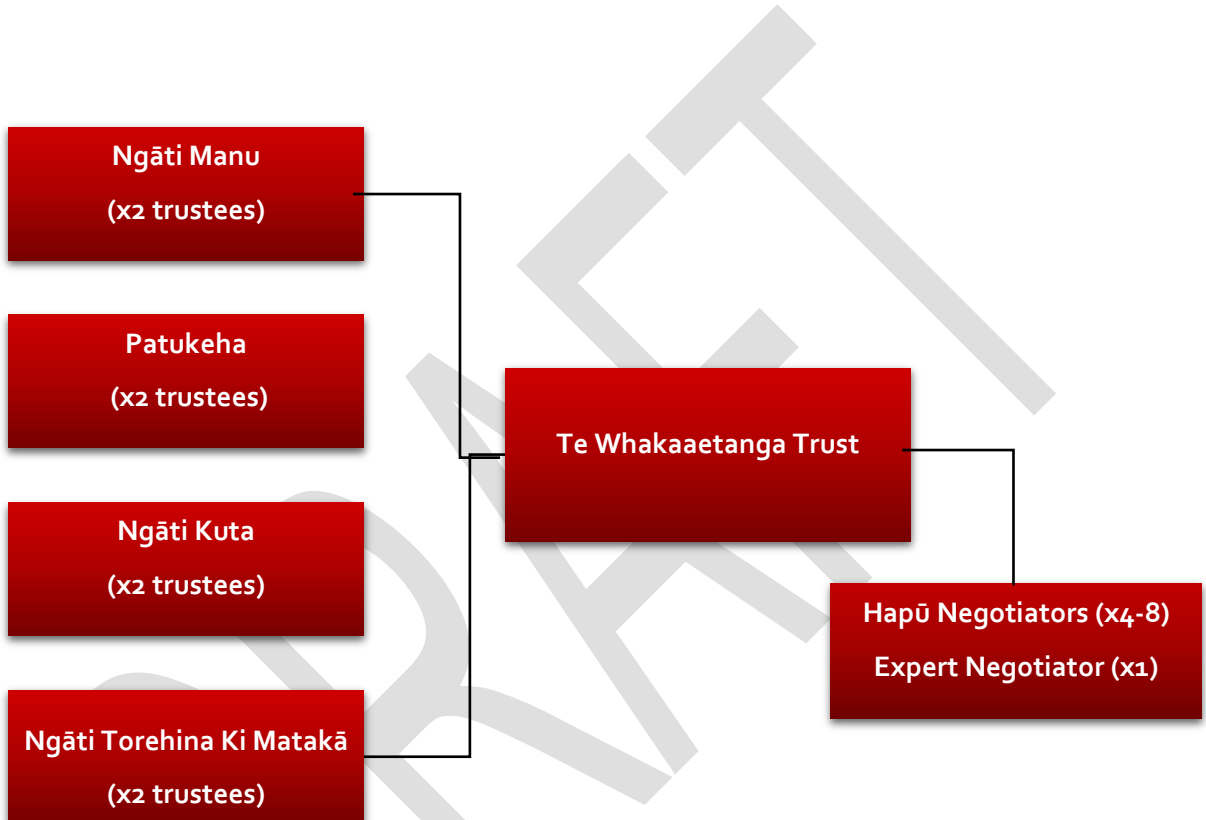 Ngāti Manu
(x2 trustees)
Patukeha
(x2 trustees)
Ngāti Kuta
(x2 trustees)
Ngāti Torehina Ki Matakā
(x2 trustees)
Te Whakaaetanga Trust
Hapū Negotiators (x4-8)
Expert Negotiator (x1)
DRAFT